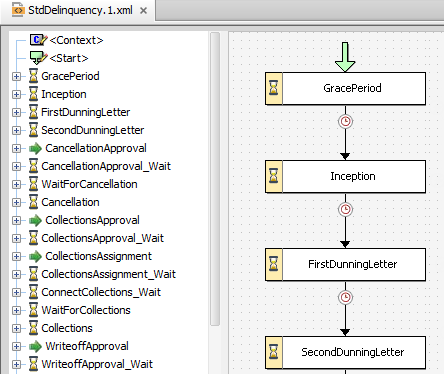 StdDelinquency.1.xml
<Context>
<Start>
GracePeriod
Inception
FirstDunningLetter
SecondDunningLetter
CancellationApproval
CancellationApproval_Wait
WaitForCancellation
Cancellation
CollectionsApproval
CollectionsApproval_Wait
CollectionsAssignment
CollectionsAssignment_Wait
ConnectCollections_Wait
WaitForCollections
Collections
WriteoffApproval
WriteoffApproval_Wait
GracePeriod
Inception
FirstDunningLetter
SecondDunningLetter